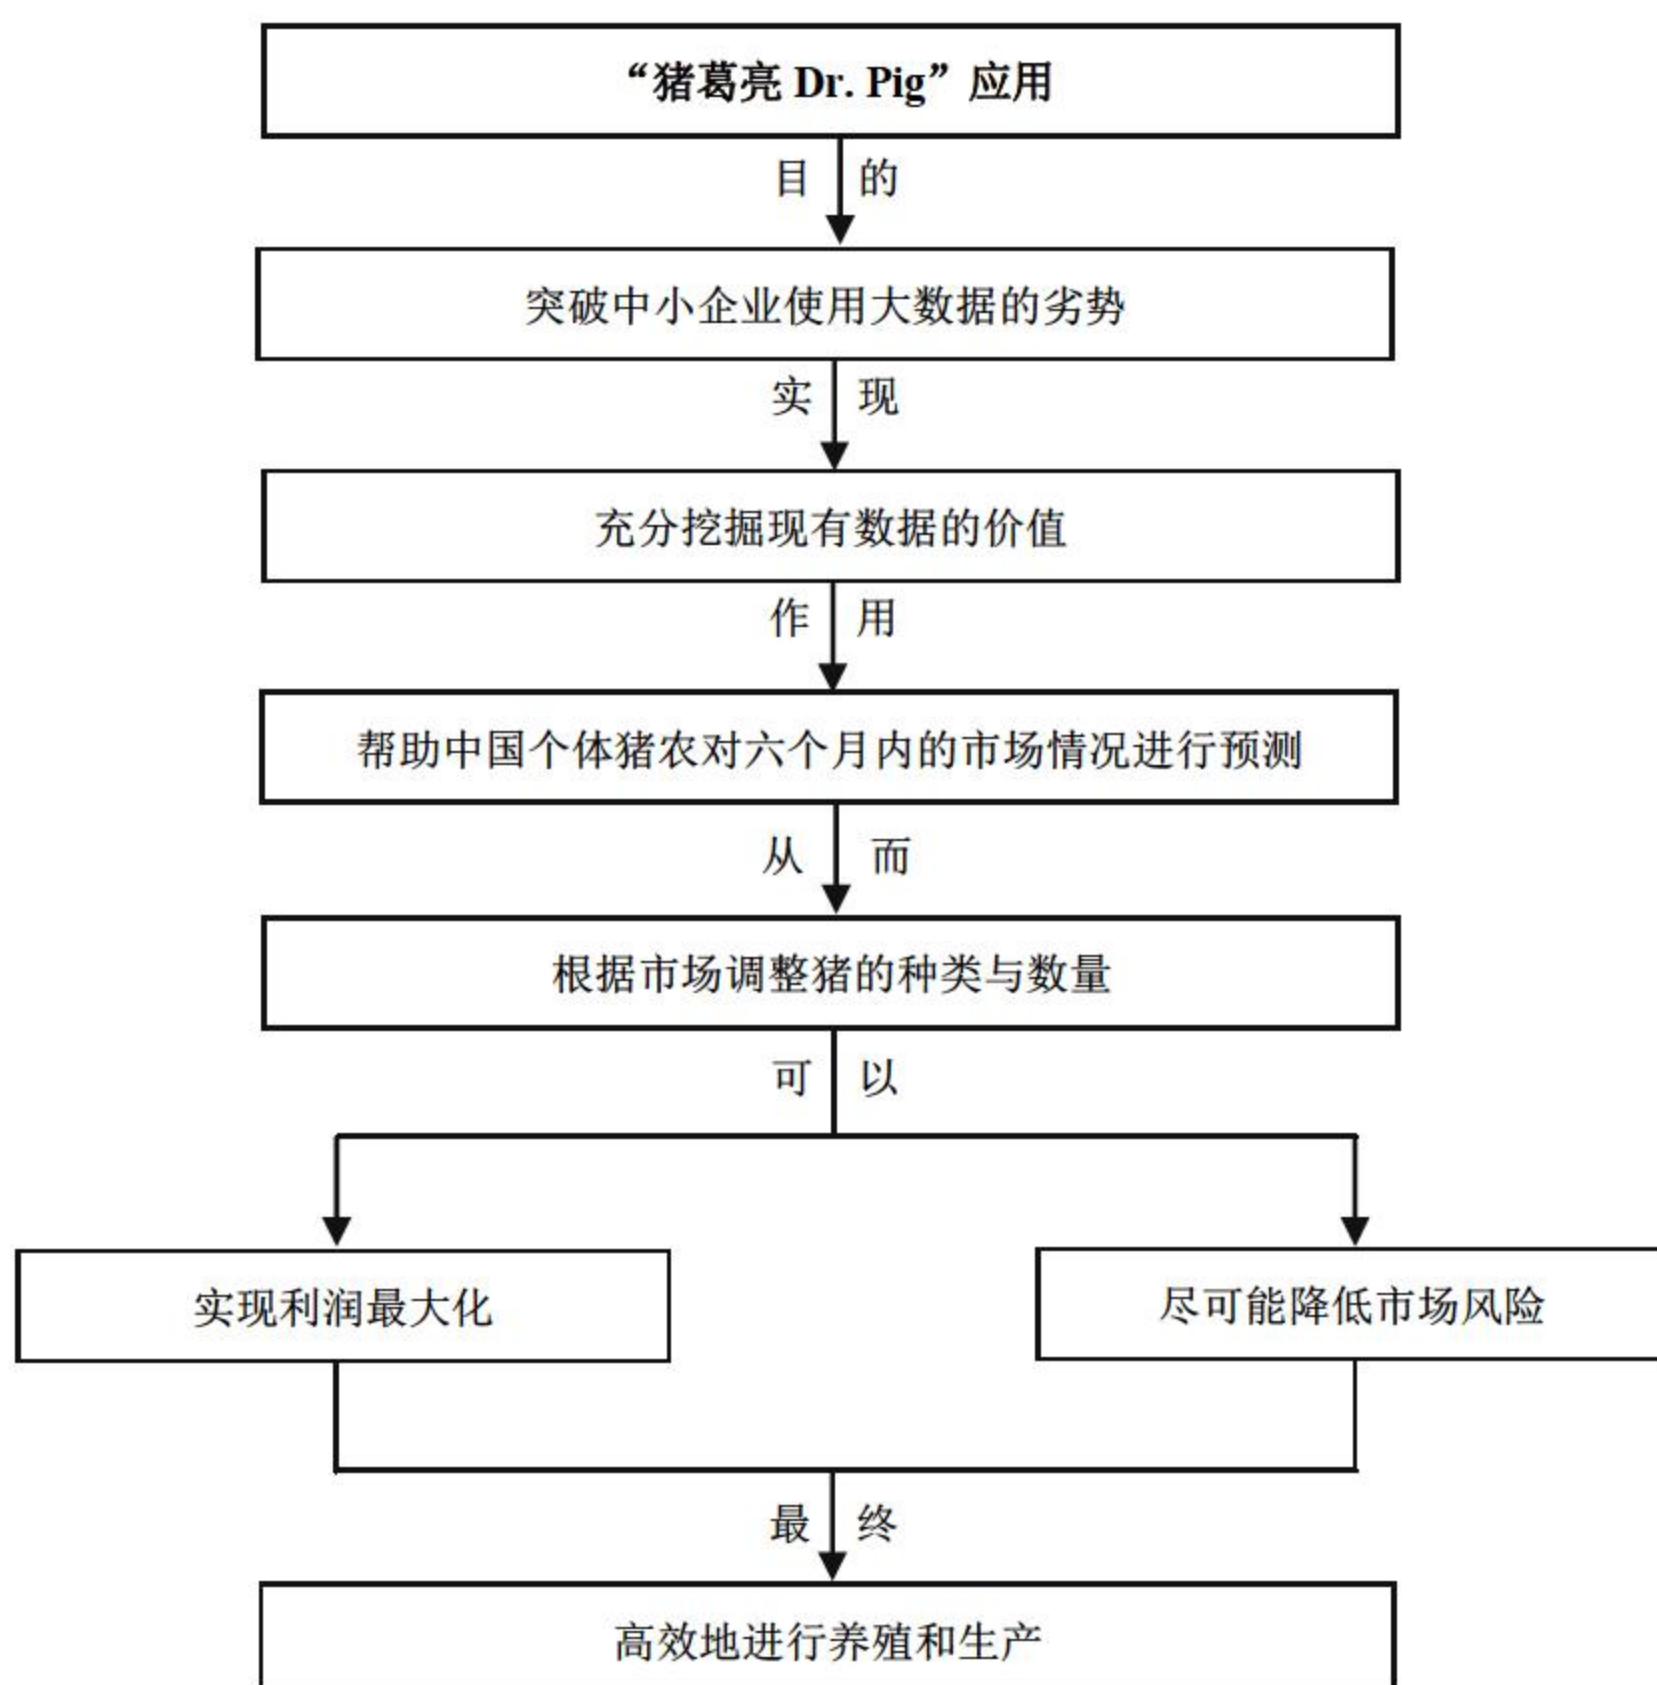 “猪葛亮 Dr. Pig”应用
目的
突破中小企业使用大数据的劣势
实现
充分挖掘现有数据的价值
作用
帮助中国个体猪农对六个月内的市场情况进行预测
从而
根据市场调整猪的种类与数量
可以
实现利润最大化
尽可能降低市场风险
最终
高效地进行养殖和生产